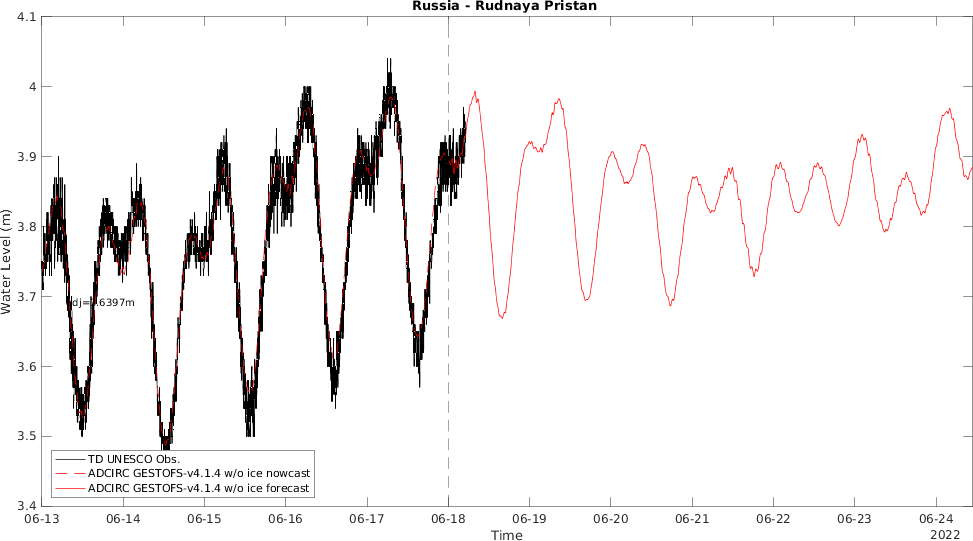 Russia - Rudnaya Pristan
4.1
4
3.9
3.8
3.7
3.6
3.5
3.4
Water Level (m)
6397m
TD UNESCO Obs.
ADCIRC GESTOFS-v4.1.4 w/o ice nowcast
ADCIRC GESTOFS-v4.1.4 w/o ice forecast
06-13 06-14 06-15 06-16 06-17 06-18 06-19 06-20 06-21 06-22 06-23 06-24
2022
Time